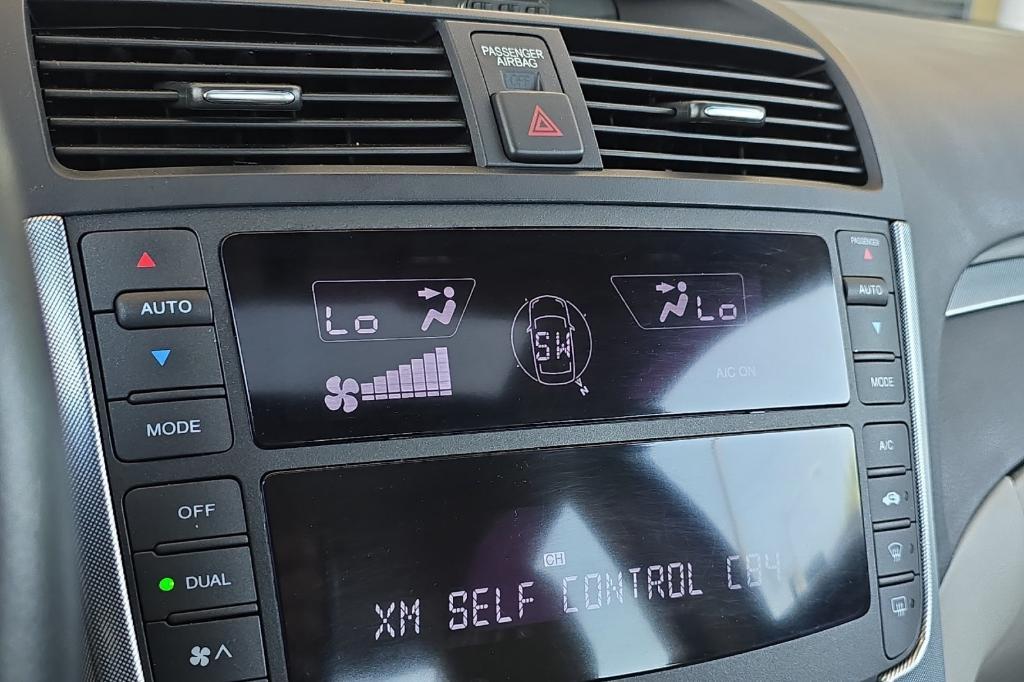 PASSENGER
AIRBAG
OFF
PASSENGER
AUTO
AUTO
Lo
Lo
SW
N
A/C ON
MODE
MODE
A/C
OFF
DUAL
CH
XM SELF CONTROL C84